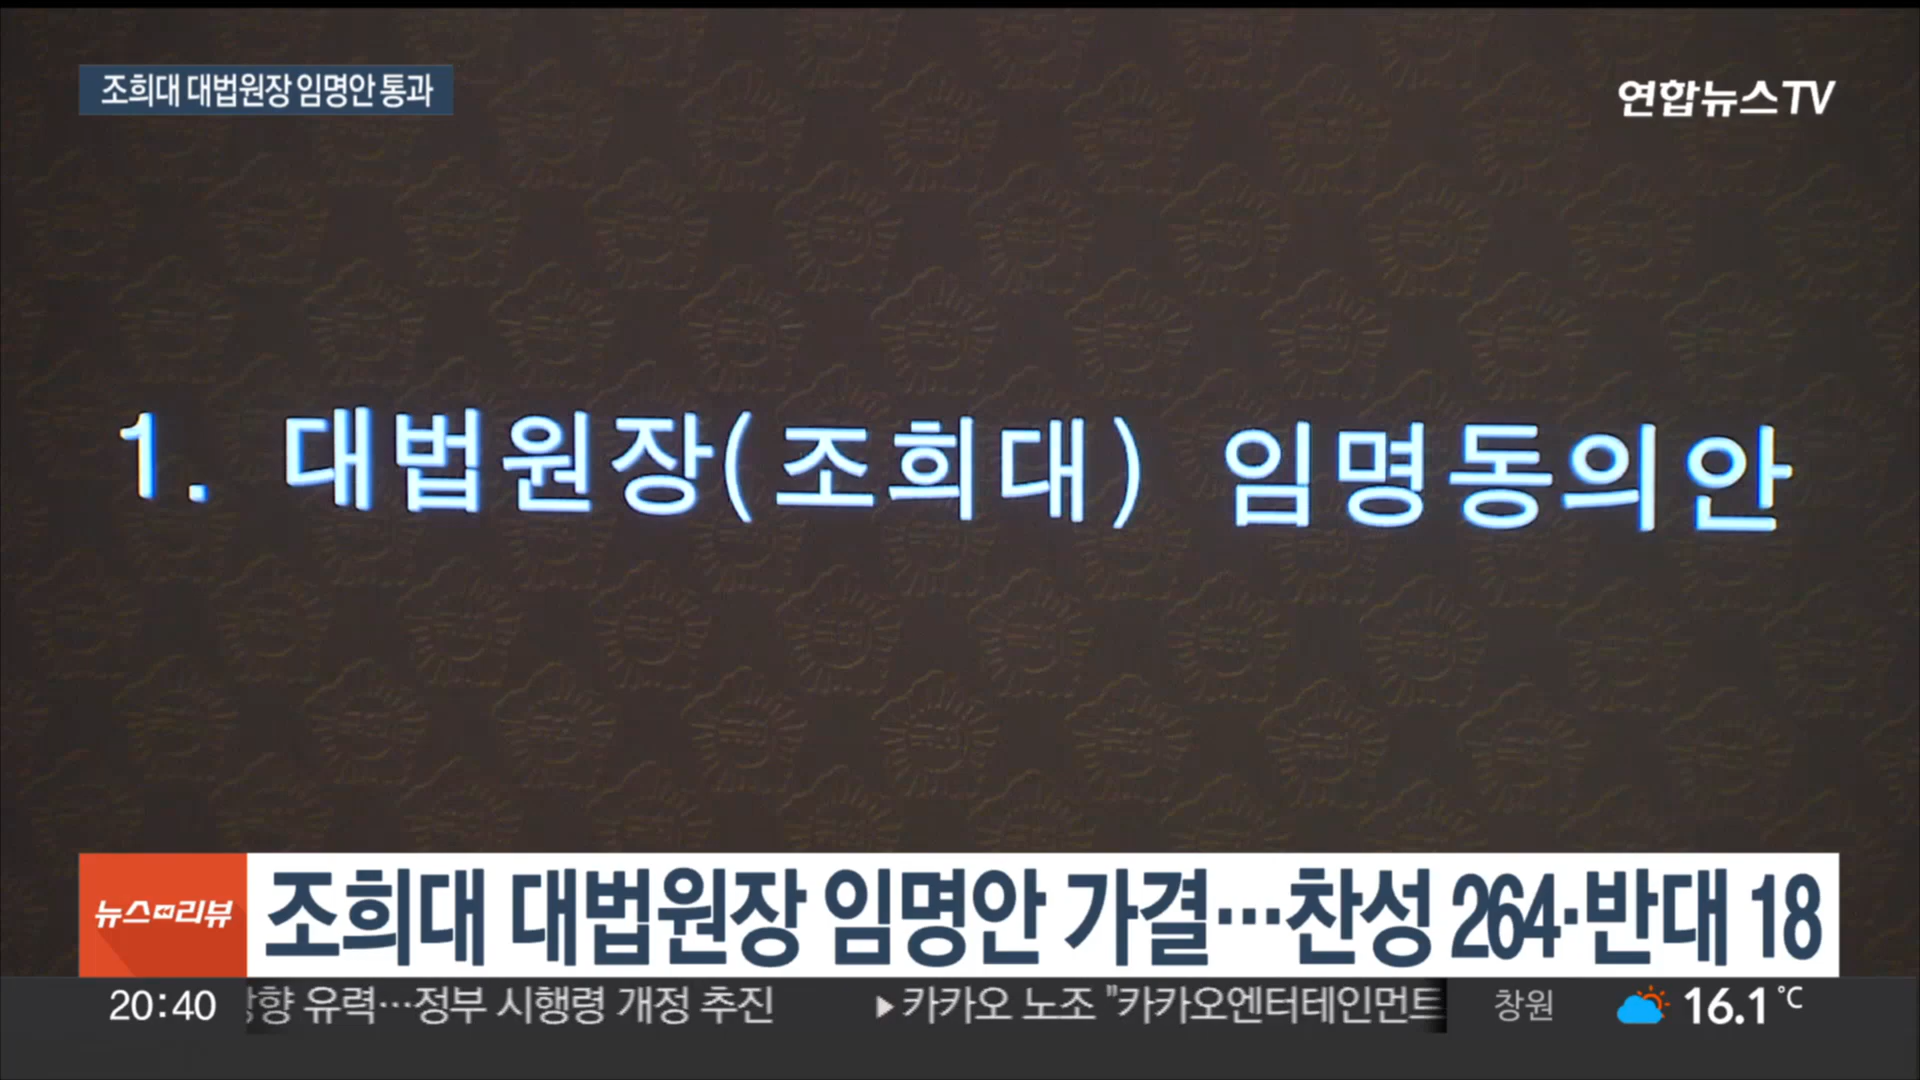 조희대 대법원장 임명안 통과
연합뉴스TV
1. 대법원장(조희대) 임명동의안
뉴스리뷰
조희대 대법원장 임명안 가결…찬성 264·반대 18
20:40
향 유력…정부 시행령 개정 추진 ▶카카오 노조 "카카오엔터테인먼트
창원
16.1℃